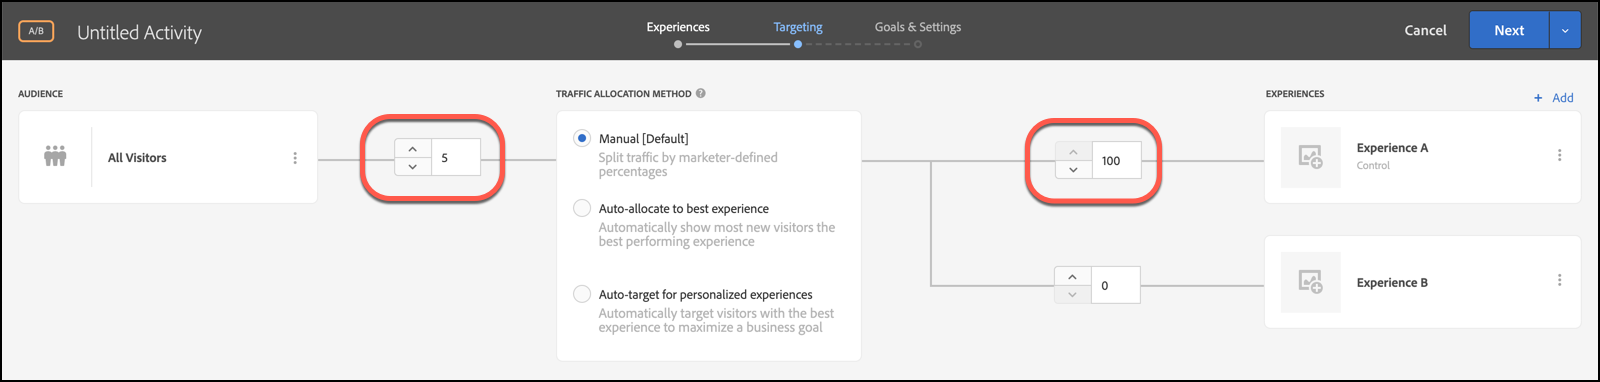 A/B
Untitled Activity
Experiences
Targeting
Goals & Settings
Cancel
Next
AUDIENCE
All Visitors
5
TRAFFIC ALLOCATION METHOD ?
Manual [Default]
Split traffic by marketer-defined
percentages
Auto-allocate to best experience
Automatically show most new visitors the
best performing experience
Auto-target for personalized experiences
Automatically target visitors with the best
experience to maximize a business goal
100
0
EXPERIENCES
+ Add
Experience A
Control
Experience B